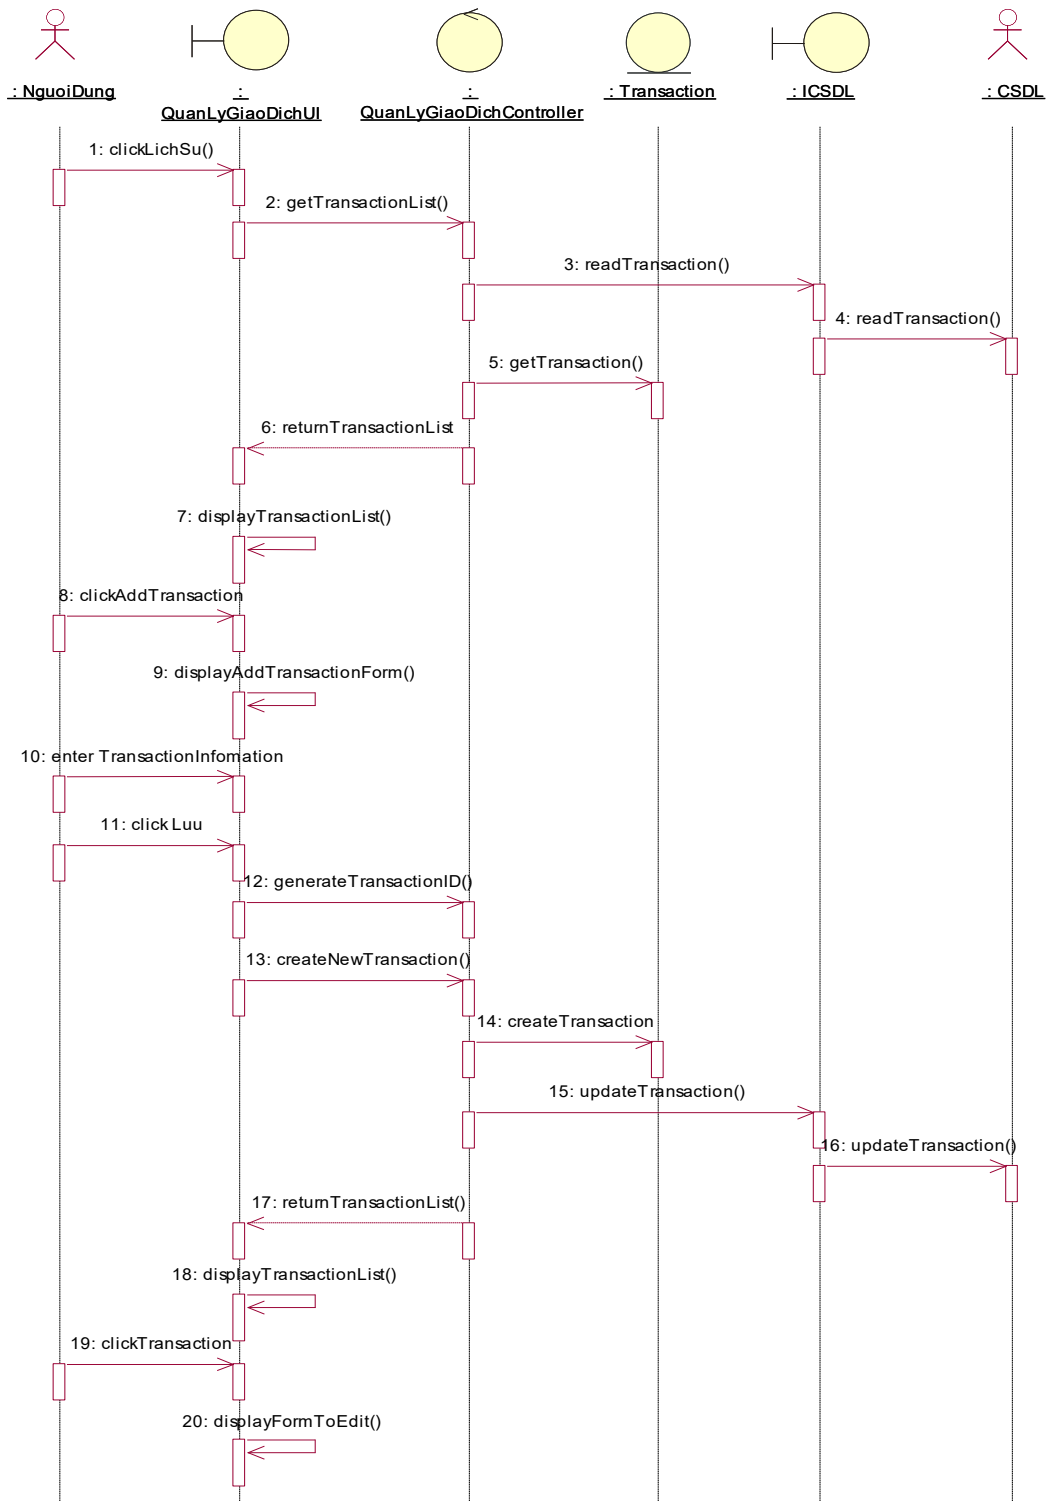 : NguoiDung
:
QuanLyGiaoDichUI
:
QuanLyGiaoDichController
: Transaction
: ICSDL
: CSDL
1: clickLichSu()
2: getTransactionList()
3: readTransaction()
4: readTransaction()
5: getTransaction()
6: returnTransactionList
7: displayTransactionList()
8: clickAddTransaction
9: displayAddTransactionForm()
10: enter TransactionInfomation
11: click Luu
12: generateTransactionID()
13: createNewTransaction()
14: createTransaction
15: updateTransaction()
16: updateTransaction()
17: returnTransactionList()
18: displayTransactionList()
19: clickTransaction
20: displayFormToEdit()